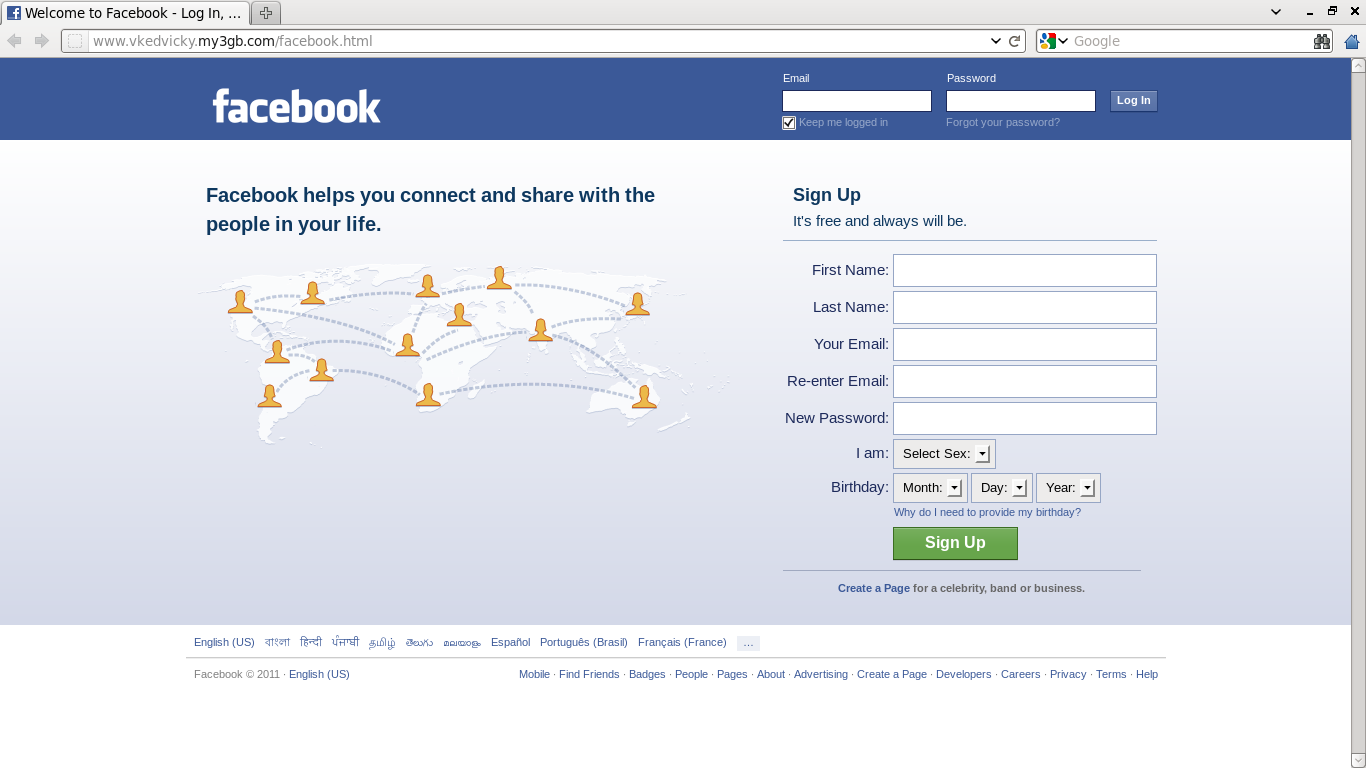 Welcome to Facebook - Log In, ...
www.vkedvicky.my3gb.com/facebook.html
Google
facebook
Email
Password
Log In
Keep me logged in
Forgot your password?
Facebook helps you connect and share with the
people in your life.
Sign Up
It's free and always will be.
First Name:
Last Name:
Your Email:
Re-enter Email:
New Password:
I am: Select Sex:
Birthday: Month: Day: Year:
Why do I need to provide my birthday?
Sign Up
Create a Page for a celebrity, band or business.
English (US) বাংলা हिन्दी ਪੰਜਾਬੀ தமிழ் తెలుగు മലയാളം Español Português (Brasil) Français (France) ...
Facebook © 2011 · English (US)
Mobile · Find Friends · Badges · People · Pages · About · Advertising · Create a Page · Developers · Careers · Privacy · Terms · Help